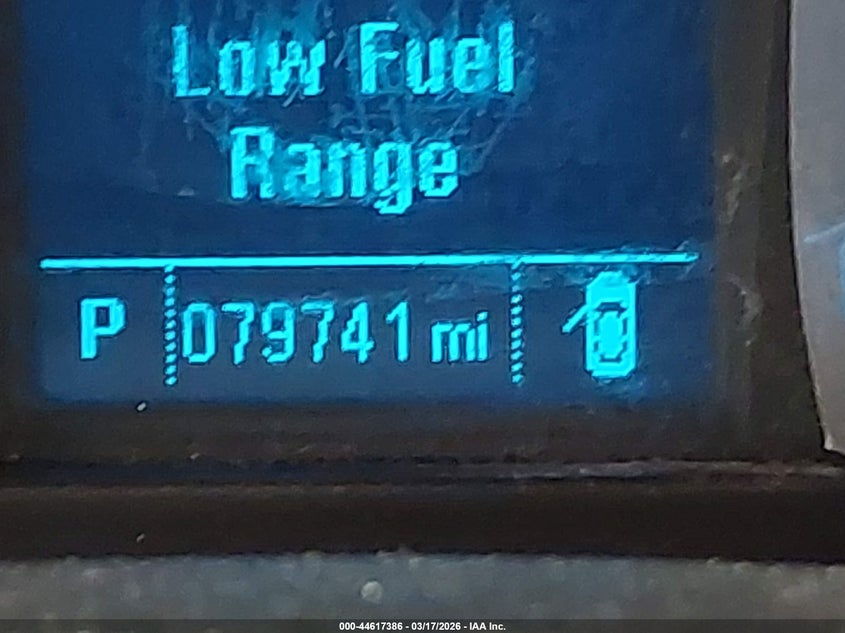 Low Fuel
Range
P 079741 mi
000-44617386 - 03/17/2026 - IAA Inc.